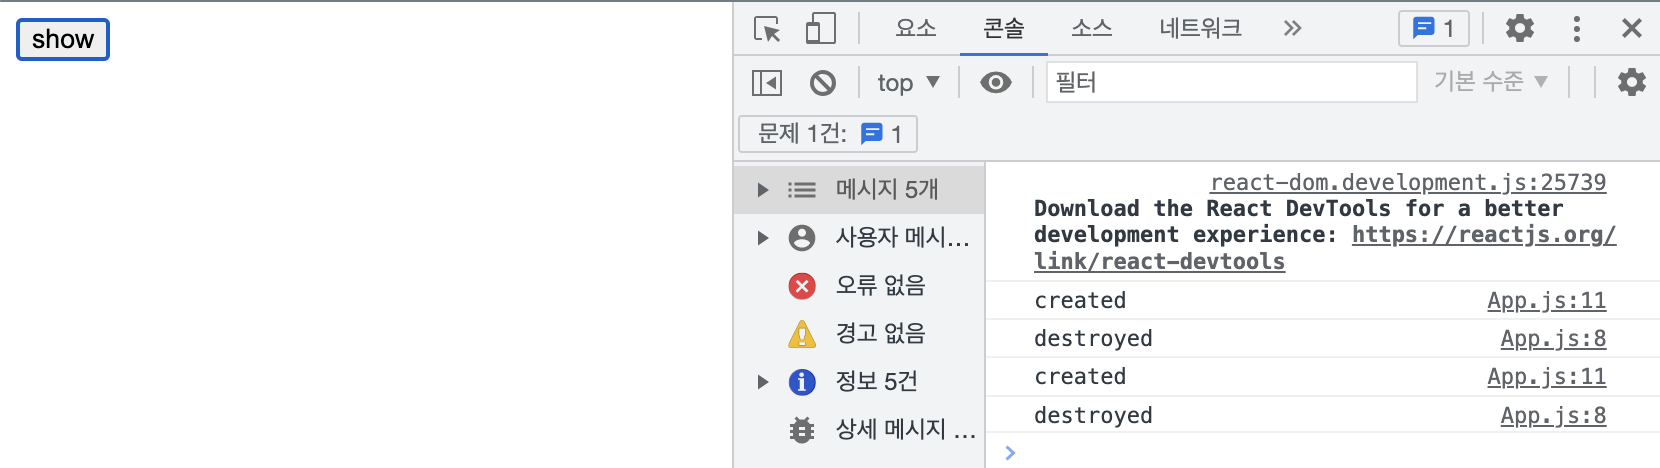 show
요소 콘솔 소스 네트워크 1
top 필터 기본 수준
문제 1건: 1
메시지 5개
사용자 메시...
오류 없음
경고 없음
정보 5건
상세 메시지 ...
react-dom.development.js:25739
Download the React DevTools for a better
development experience: https://reactjs.org/
link/react-devtools
created App.js:11
destroyed App.js:8
created App.js:11
destroyed App.js:8